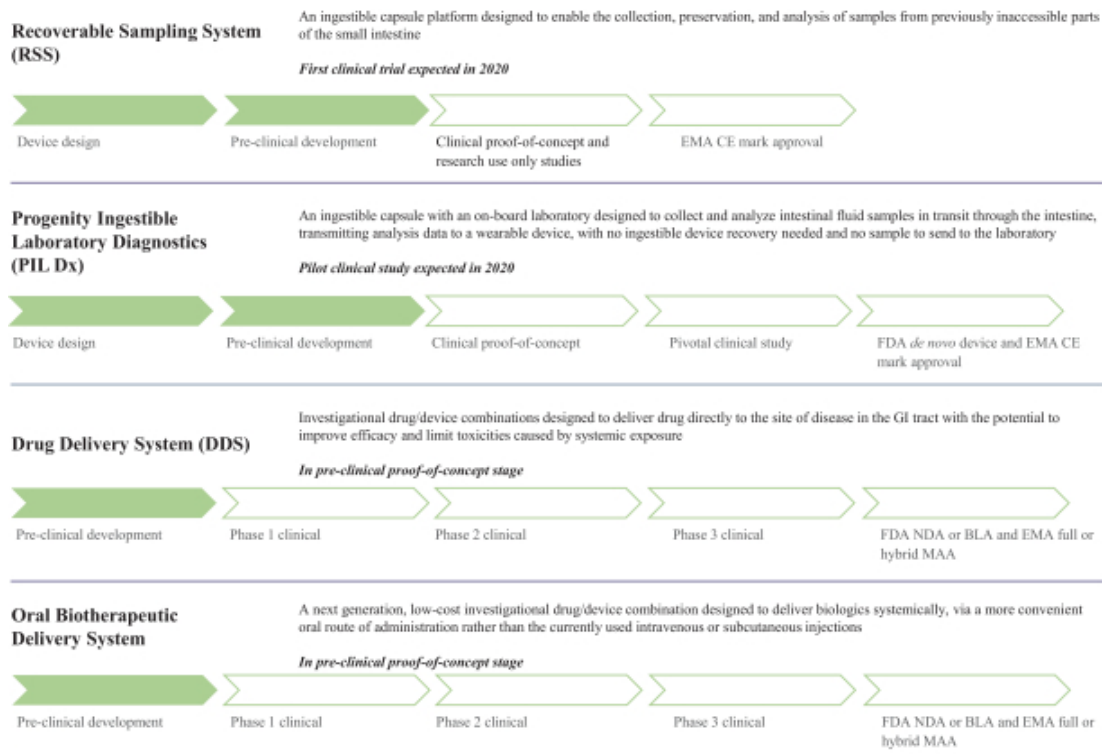 Recoverable Sampling System
(RSS)
An ingestible capsule platform designed to enable the collection, preservation, and analysis of samples from previously inaccessible parts
of the small intestine
First clinical trial expected in 2020
Device design
Pre-clinical development
Clinical proof-of-concept and
research use only studies
EMA CE mark approval
Progenity Ingestible
Laboratory Diagnostics
(PIL Dx)
An ingestible capsule with an on-board laboratory designed to collect and analyze intestinal fluid samples in transit through the intestine,
transmitting analysis data to a wearable device, with no ingestible device recovery needed and no sample to send to the laboratory
Pilot clinical study expected in 2020
Device design
Pre-clinical development
Clinical proof-of-concept
Pivotal clinical study
FDA de novo device and EMA CE
mark approval
Drug Delivery System (DDS)
Investigational drug/device combinations designed to deliver drug directly to the site of disease in the GI tract with the potential to
improve efficacy and limit toxicities caused by systemic exposure
In pre-clinical proof-of-concept stage
Pre-clinical development
Phase 1 clinical
Phase 2 clinical
Phase 3 clinical
FDA NDA or BLA and EMA full or
hybrid MAA
Oral Biotherapeutic
Delivery System
A next generation, low-cost investigational drug/device combination designed to deliver biologics systemically, via a more convenient
oral route of administration rather than the currently used intravenous or subcutaneous injections
In pre-clinical proof-of-concept stage
Pre-clinical development
Phase 1 clinical
Phase 2 clinical
Phase 3 clinical
FDA NDA or BLA and EMA full or
hybrid MAA